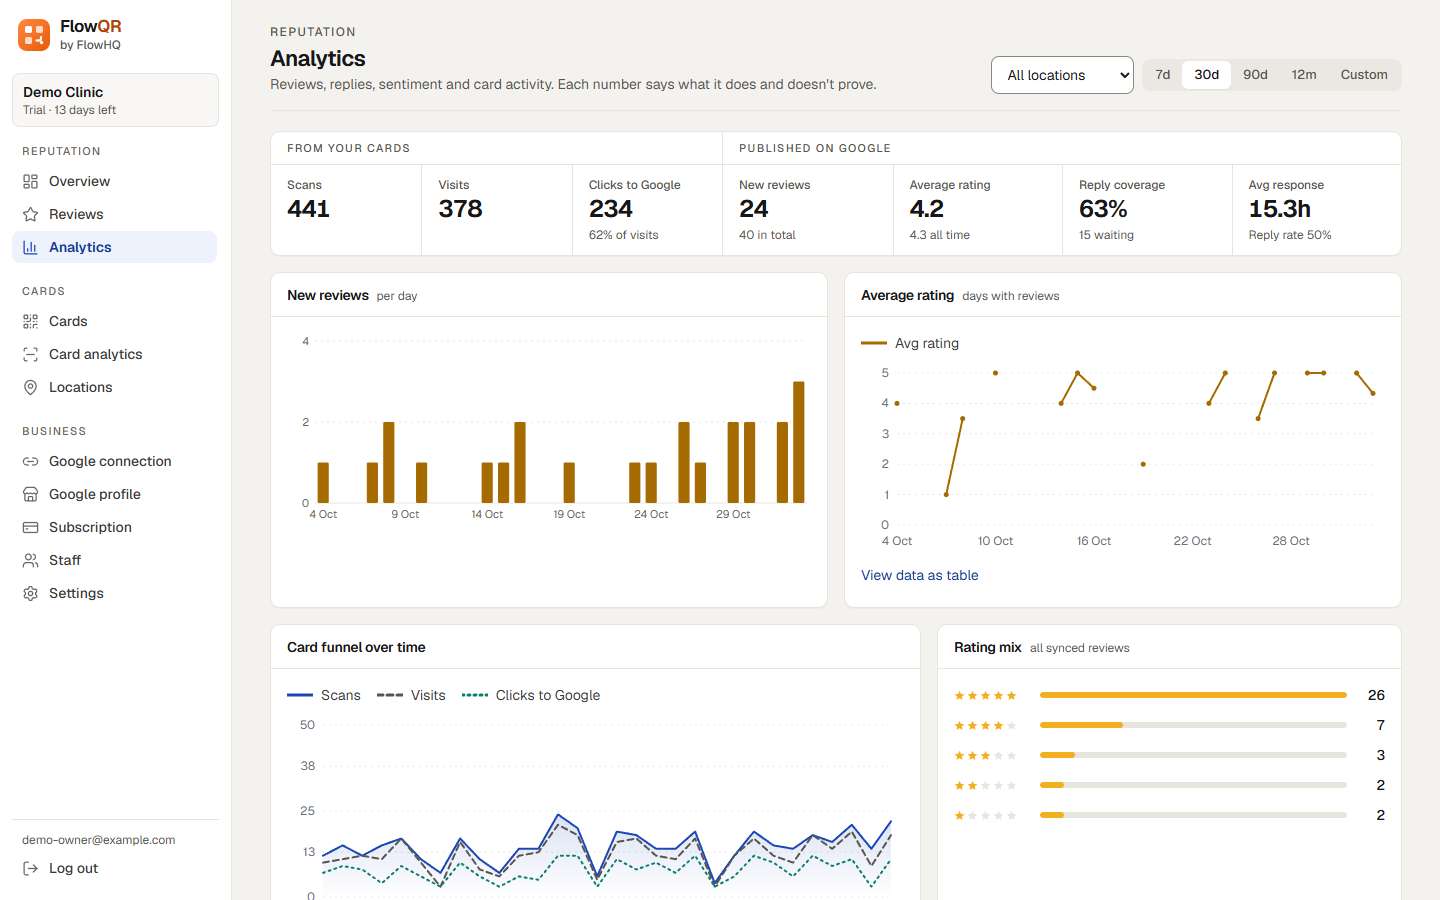 FlowQR
by FlowHQ
Demo Clinic
Trial · 13 days left
REPUTATION
Overview
Reviews
Analytics
CARDS
Cards
Card analytics
Locations
BUSINESS
Google connection
Google profile
Subscription
Staff
Settings
demo-owner@example.com
Log out
REPUTATION
Analytics
Reviews, replies, sentiment and card activity. Each number says what it does and doesn't prove.
All locations
7d 30d 90d 12m Custom
FROM YOUR CARDS
PUBLISHED ON GOOGLE
Scans
441
Visits
378
Clicks to Google
234
62% of visits
New reviews
24
40 in total
Average rating
4.2
4.3 all time
Reply coverage
63%
15 waiting
Avg response
15.3h
Reply rate 50%
New reviews per day
4
2
0
4 Oct 9 Oct 14 Oct 19 Oct 24 Oct 29 Oct
Average rating days with reviews
Avg rating
5
4
3
2
1
0
4 Oct 10 Oct 16 Oct 22 Oct 28 Oct
View data as table
Card funnel over time
Scans Visits Clicks to Google
50
38
25
13
0
Rating mix all synced reviews
26
7
3
2
2